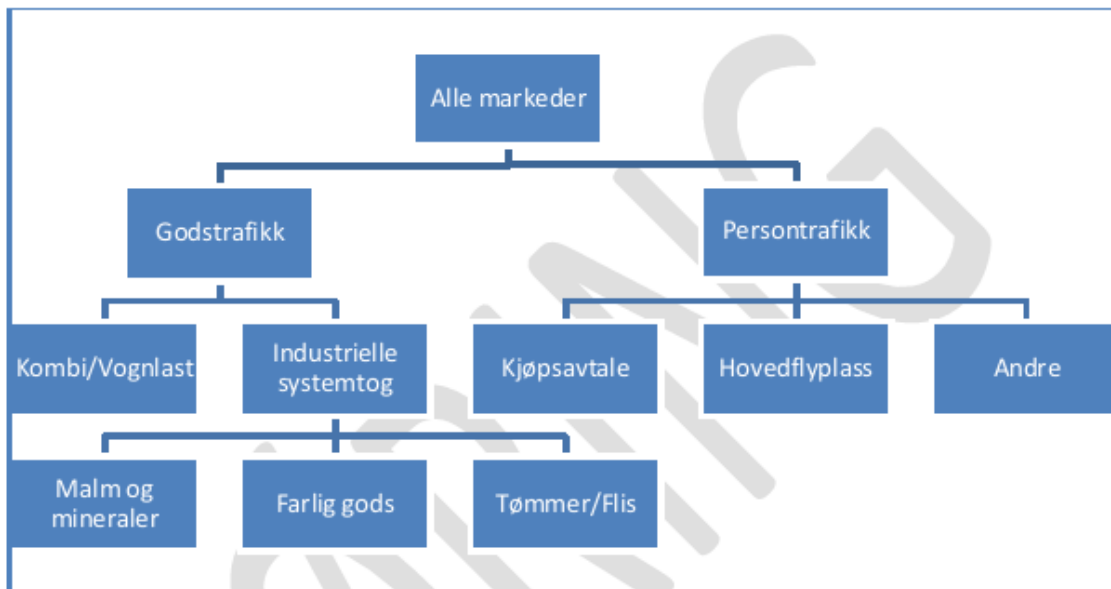 Alle markeder
Godstrafikk
Persontrafikk
Kombi/Vognlast
Industrielle
systemtog
Kjøpsavtale
Hovedflyplass
Andre
Malm og
mineraler
Farlig gods
Tømmer/Flis